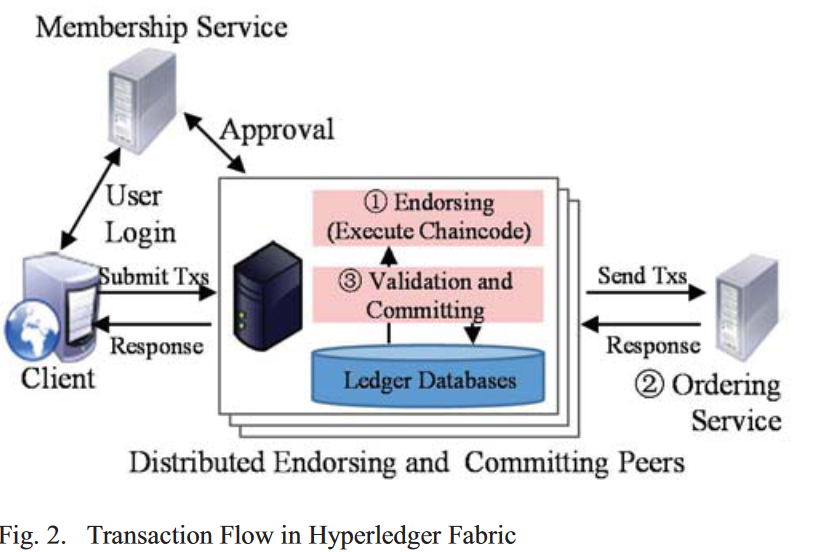 Membership Service
Approval
User
Login
① Endorsing
(Execute Chaincode)
Submit Txs
③ Validation and
Committing
Send Txs
Response
Response
Client
Ledger Databases
② Ordering
Service
Distributed Endorsing and Committing Peers
Fig. 2. Transaction Flow in Hyperledger Fabric